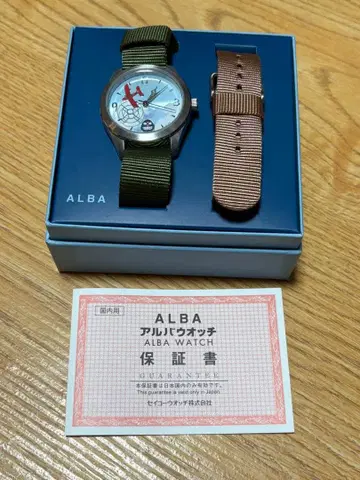 ALBA
国内用
ALBA
アルバウオッチ
ALBA WATCH
保証書
GUARANTEE
本保証書は日本国内のみ有効です。
This guarantee is valid only in Japan.
セイコーウオッチ株式会社